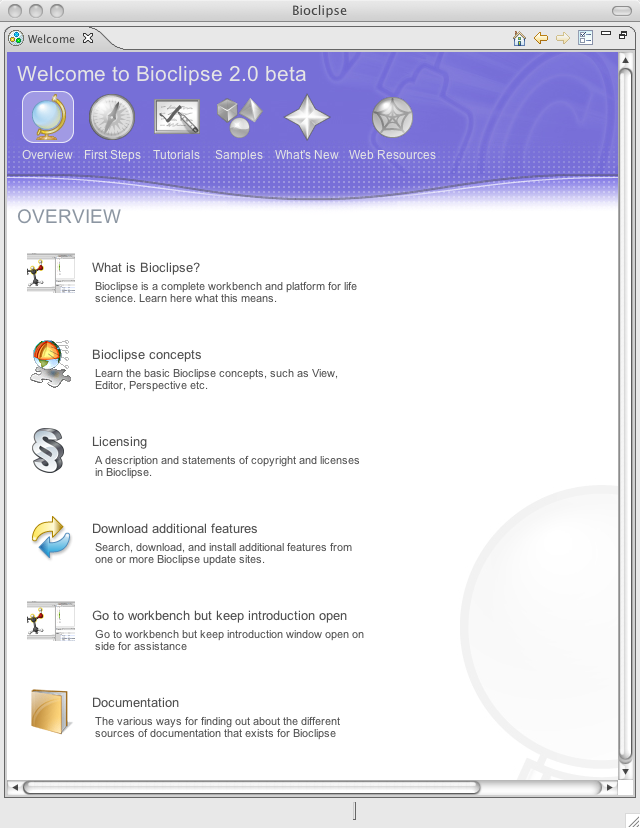 Bioclipse
Welcome
Welcome to Bioclipse 2.0 beta
Overview First Steps Tutorials Samples What's New Web Resources
OVERVIEW
What is Bioclipse?
Bioclipse is a complete workbench and platform for life
science. Learn here what this means.
Bioclipse concepts
Learn the basic Bioclipse concepts, such as View,
Editor, Perspective etc.
Licensing
A description and statements of copyright and licenses
in Bioclipse.
Download additional features
Search, download, and install additional features from
one or more Bioclipse update sites.
Go to workbench but keep introduction open
Go to workbench but keep introduction window open on
side for assistance
Documentation
The various ways for finding out about the different
sources of documentation that exists for Bioclipse